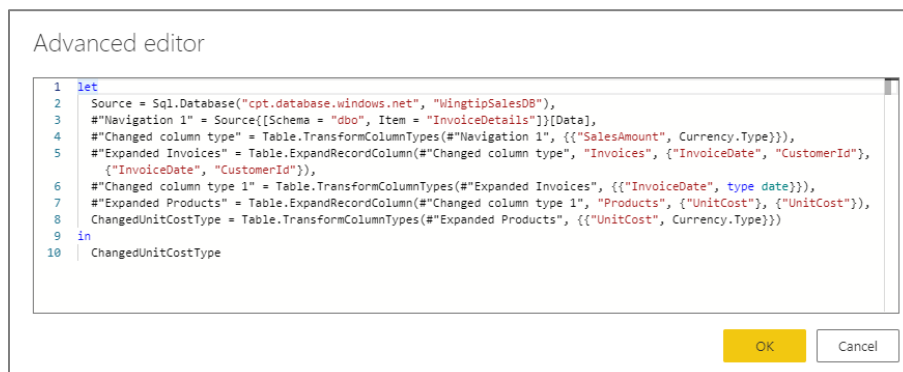 Advanced editor
1 let
2 Source = Sql.Database("cpt.database.windows.net", "WingtipSalesDB"),
3 #"Navigation 1" = Source{[Schema = "dbo", Item = "InvoiceDetails"]}[Data],
4 #"Changed column type" = Table.TransformColumnTypes(#"Navigation 1", {{"SalesAmount", Currency.Type}}),
5 #"Expanded Invoices" = Table.ExpandRecordColumn(#"Changed column type", "Invoices", {"InvoiceDate", "CustomerId"},
{"InvoiceDate", "CustomerId"}),
6 #"Changed column type 1" = Table.TransformColumnTypes(#"Expanded Invoices", {{"InvoiceDate", type date}}),
7 #"Expanded Products" = Table.ExpandRecordColumn(#"Changed column type 1", "Products", {"UnitCost"}, {"UnitCost"}),
8 ChangedUnitCostType = Table.TransformColumnTypes(#"Expanded Products", {{"UnitCost", Currency.Type}})
9 in
10 ChangedUnitCostType
OK Cancel